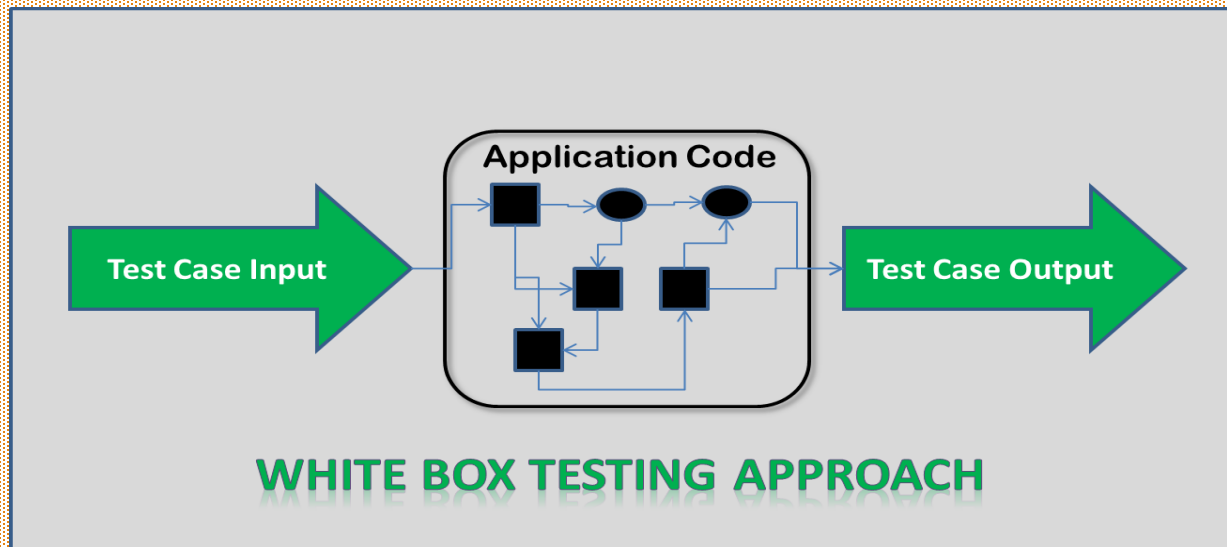 Application Code
Test Case Input
Test Case Output
WHITE BOX TESTING APPROACH